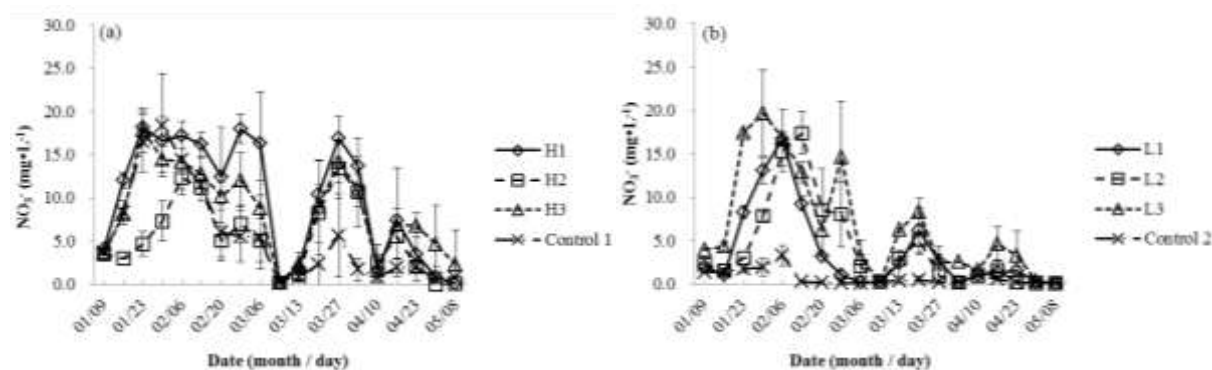 (a)
NO₃⁻ (mg•L⁻¹)
30.0
25.0
20.0
15.0
10.0
5.0
0.0
01/09
01/23
02/06
02/20
03/06
03/13
03/27
04/10
04/23
05/08
Date (month / day)
H1
H2
H3
Control 1
(b)
NO₃⁻ (mg•L⁻¹)
30.0
25.0
20.0
15.0
10.0
5.0
0.0
01/09
01/23
02/06
02/20
03/06
03/13
03/27
04/10
04/23
05/08
Date (month / day)
L1
L2
L3
Control 2